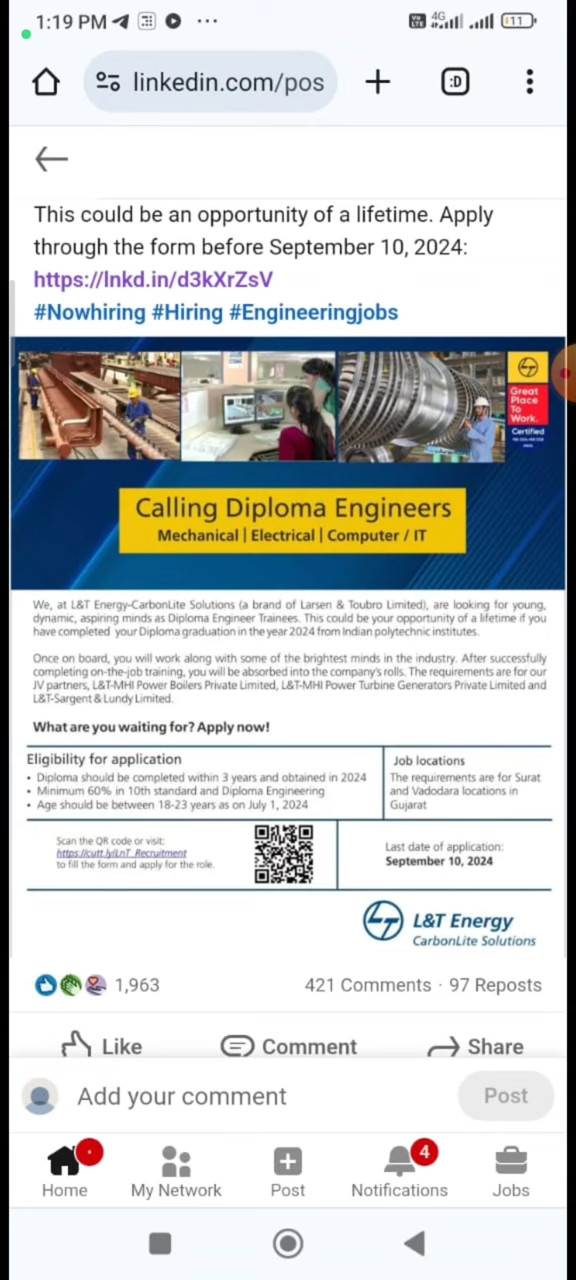 1:19 PM
4G
11
linkedin.com/pos
:D
This could be an opportunity of a lifetime. Apply
through the form before September 10, 2024:
https://lnkd.in/d3kXrZsV
#Nowhiring #Hiring #Engineeringjobs
Great
Place
To
Work.
Certified
Calling Diploma Engineers
Mechanical | Electrical | Computer / IT
We, at L&T Energy-CarbonLite Solutions (a brand of Larsen & Toubro Limited), are looking for young,
dynamic, aspiring minds as Diploma Engineer Trainees. This could be your opportunity of a lifetime if you
have completed your Diploma graduation in the year 2024 from Indian polytechnic institutes.
Once on board, you will work along with some of the brightest minds in the industry. After successfully
completing on-the-job training, you will be absorbed into the company's rolls. The requirements are for our
JV partners, L&T-MHI Power Boilers Private Limited, L&T-MHI Power Turbine Generators Private Limited and
L&T-Sargent & Lundy Limited.
What are you waiting for? Apply now!
Eligibility for application
• Diploma should be completed within 3 years and obtained in 2024
• Minimum 60% in 10th standard and Diploma Engineering
• Age should be between 18-23 years as on July 1, 2024
Job locations
The requirements are for Surat
and Vadodara locations in
Gujarat
Scan the QR code or visit:
https://cutt.ly/LnT_Recruitment
to fill the form and apply for the role.
Last date of application:
September 10, 2024
L&T Energy
CarbonLite Solutions
1,963
421 Comments · 97 Reposts
Like
Comment
Share
Add your comment
Post
4
Home
My Network
Post
Notifications
Jobs